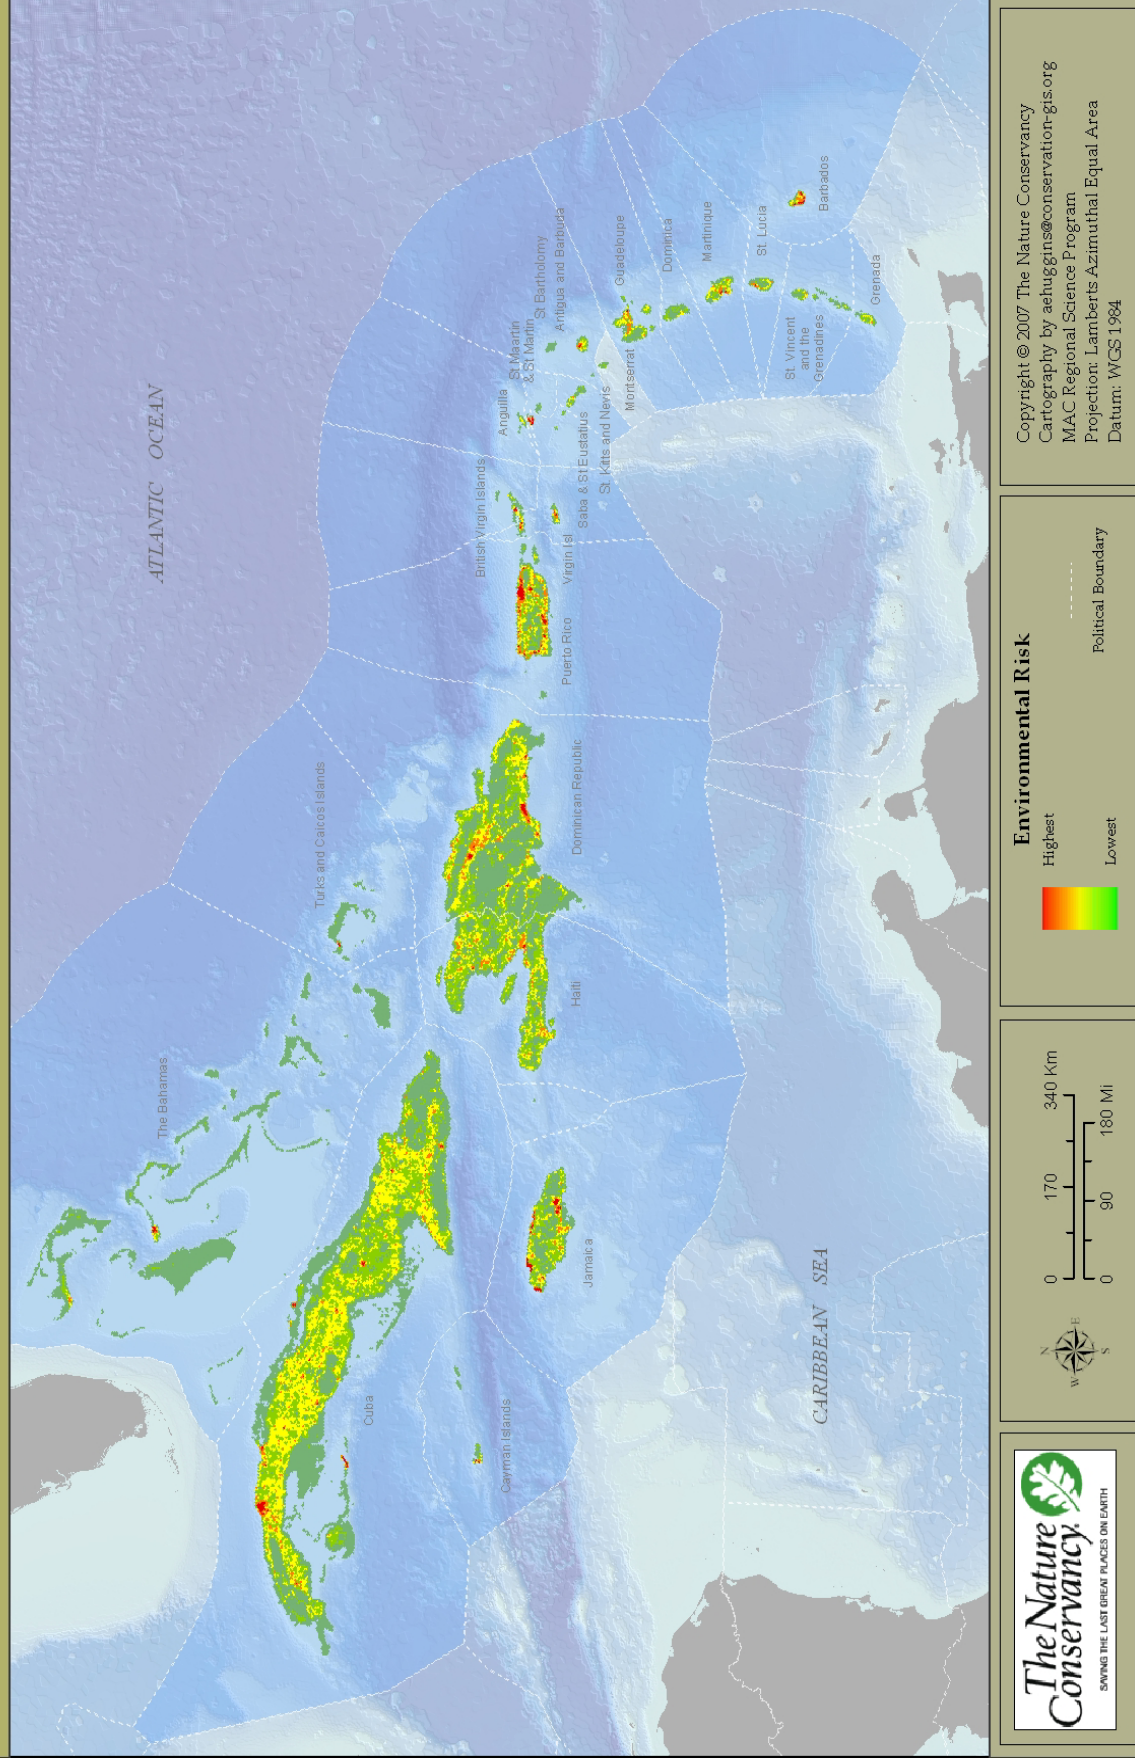 ATLANTIC OCEAN
The Bahamas
Turks and Caicos Islands
British Virgin Islands
Anguilla
St Maartin
& St Martin
St Bartholomy
Antigua and Barbuda
Guadeloupe
Dominica
Martinique
St. Lucia
Barbados
Cuba
Cayman Islands
Jamaica
Haiti
Dominican Republic
Puerto Rico
Virgin Isl
Saba & St Eustatius
St. Kitts and Nevis
Montserrat
St. Vincent
and the
Grenadines
Grenada
CARIBBEAN SEA
The Nature
Conservancy
SAVING THE LAST GREAT PLACES ON EARTH
N
W
E
S
0 170 340 Km
0 90 180 Mi
Environmental Risk
Highest
Lowest
Political Boundary
Copyright © 2007 The Nature Conservancy
Cartography by aehuggins@conservation-gis.org
MAC Regional Science Program
Projection: Lamberts Azimuthal Equal Area
Datum: WGS 1984